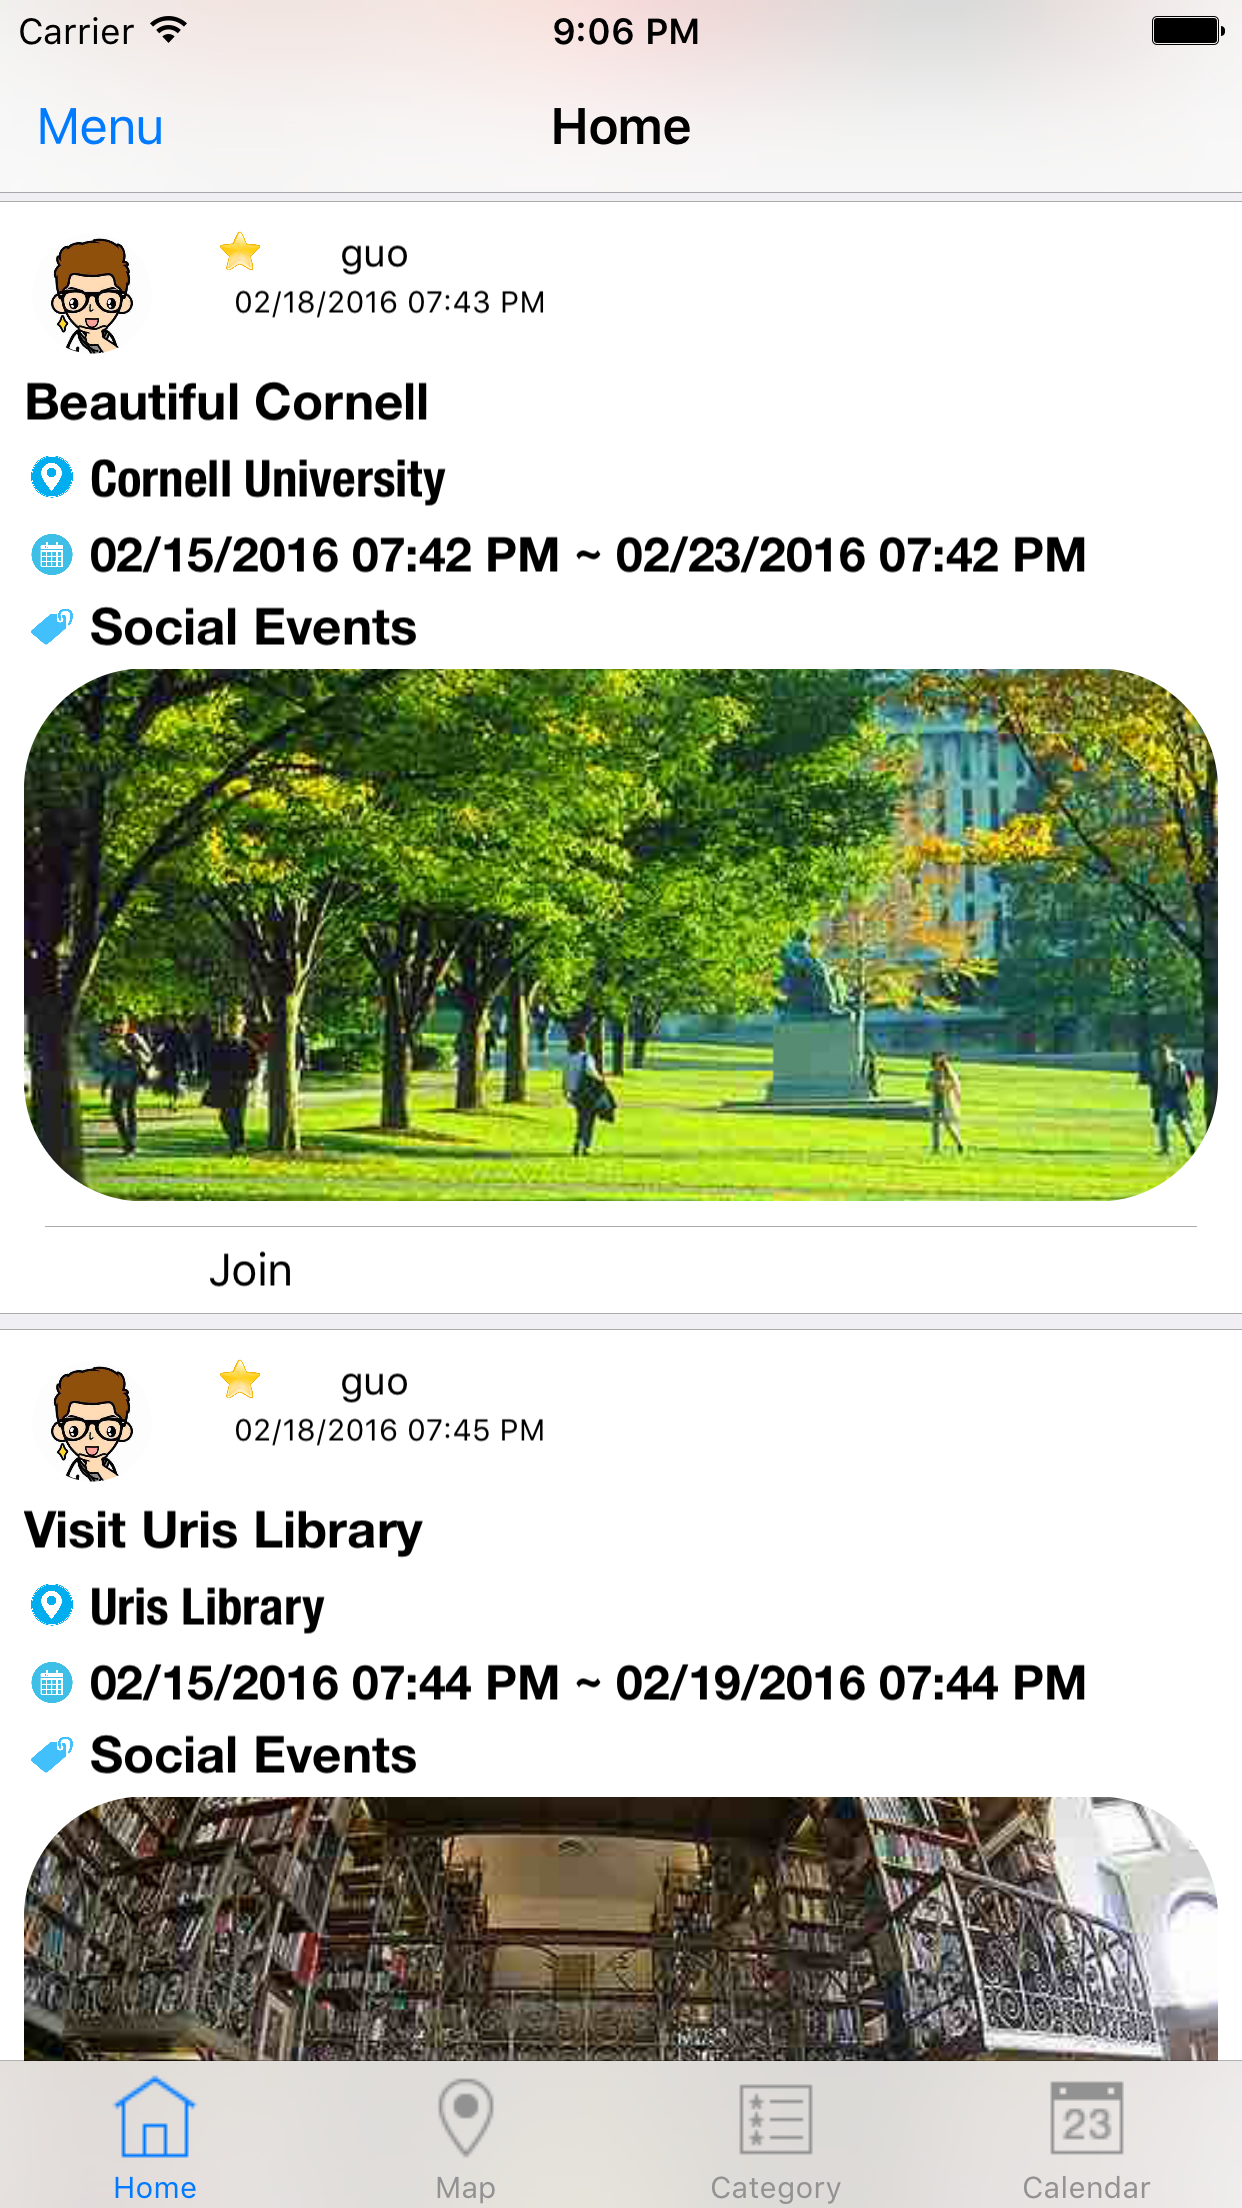 Carrier 9:06 PM
Menu Home
guo
02/18/2016 07:43 PM
Beautiful Cornell
Cornell University
02/15/2016 07:42 PM ~ 02/23/2016 07:42 PM
Social Events
Join
guo
02/18/2016 07:45 PM
Visit Uris Library
Uris Library
02/15/2016 07:44 PM ~ 02/19/2016 07:44 PM
Social Events
23
Home Map Category Calendar